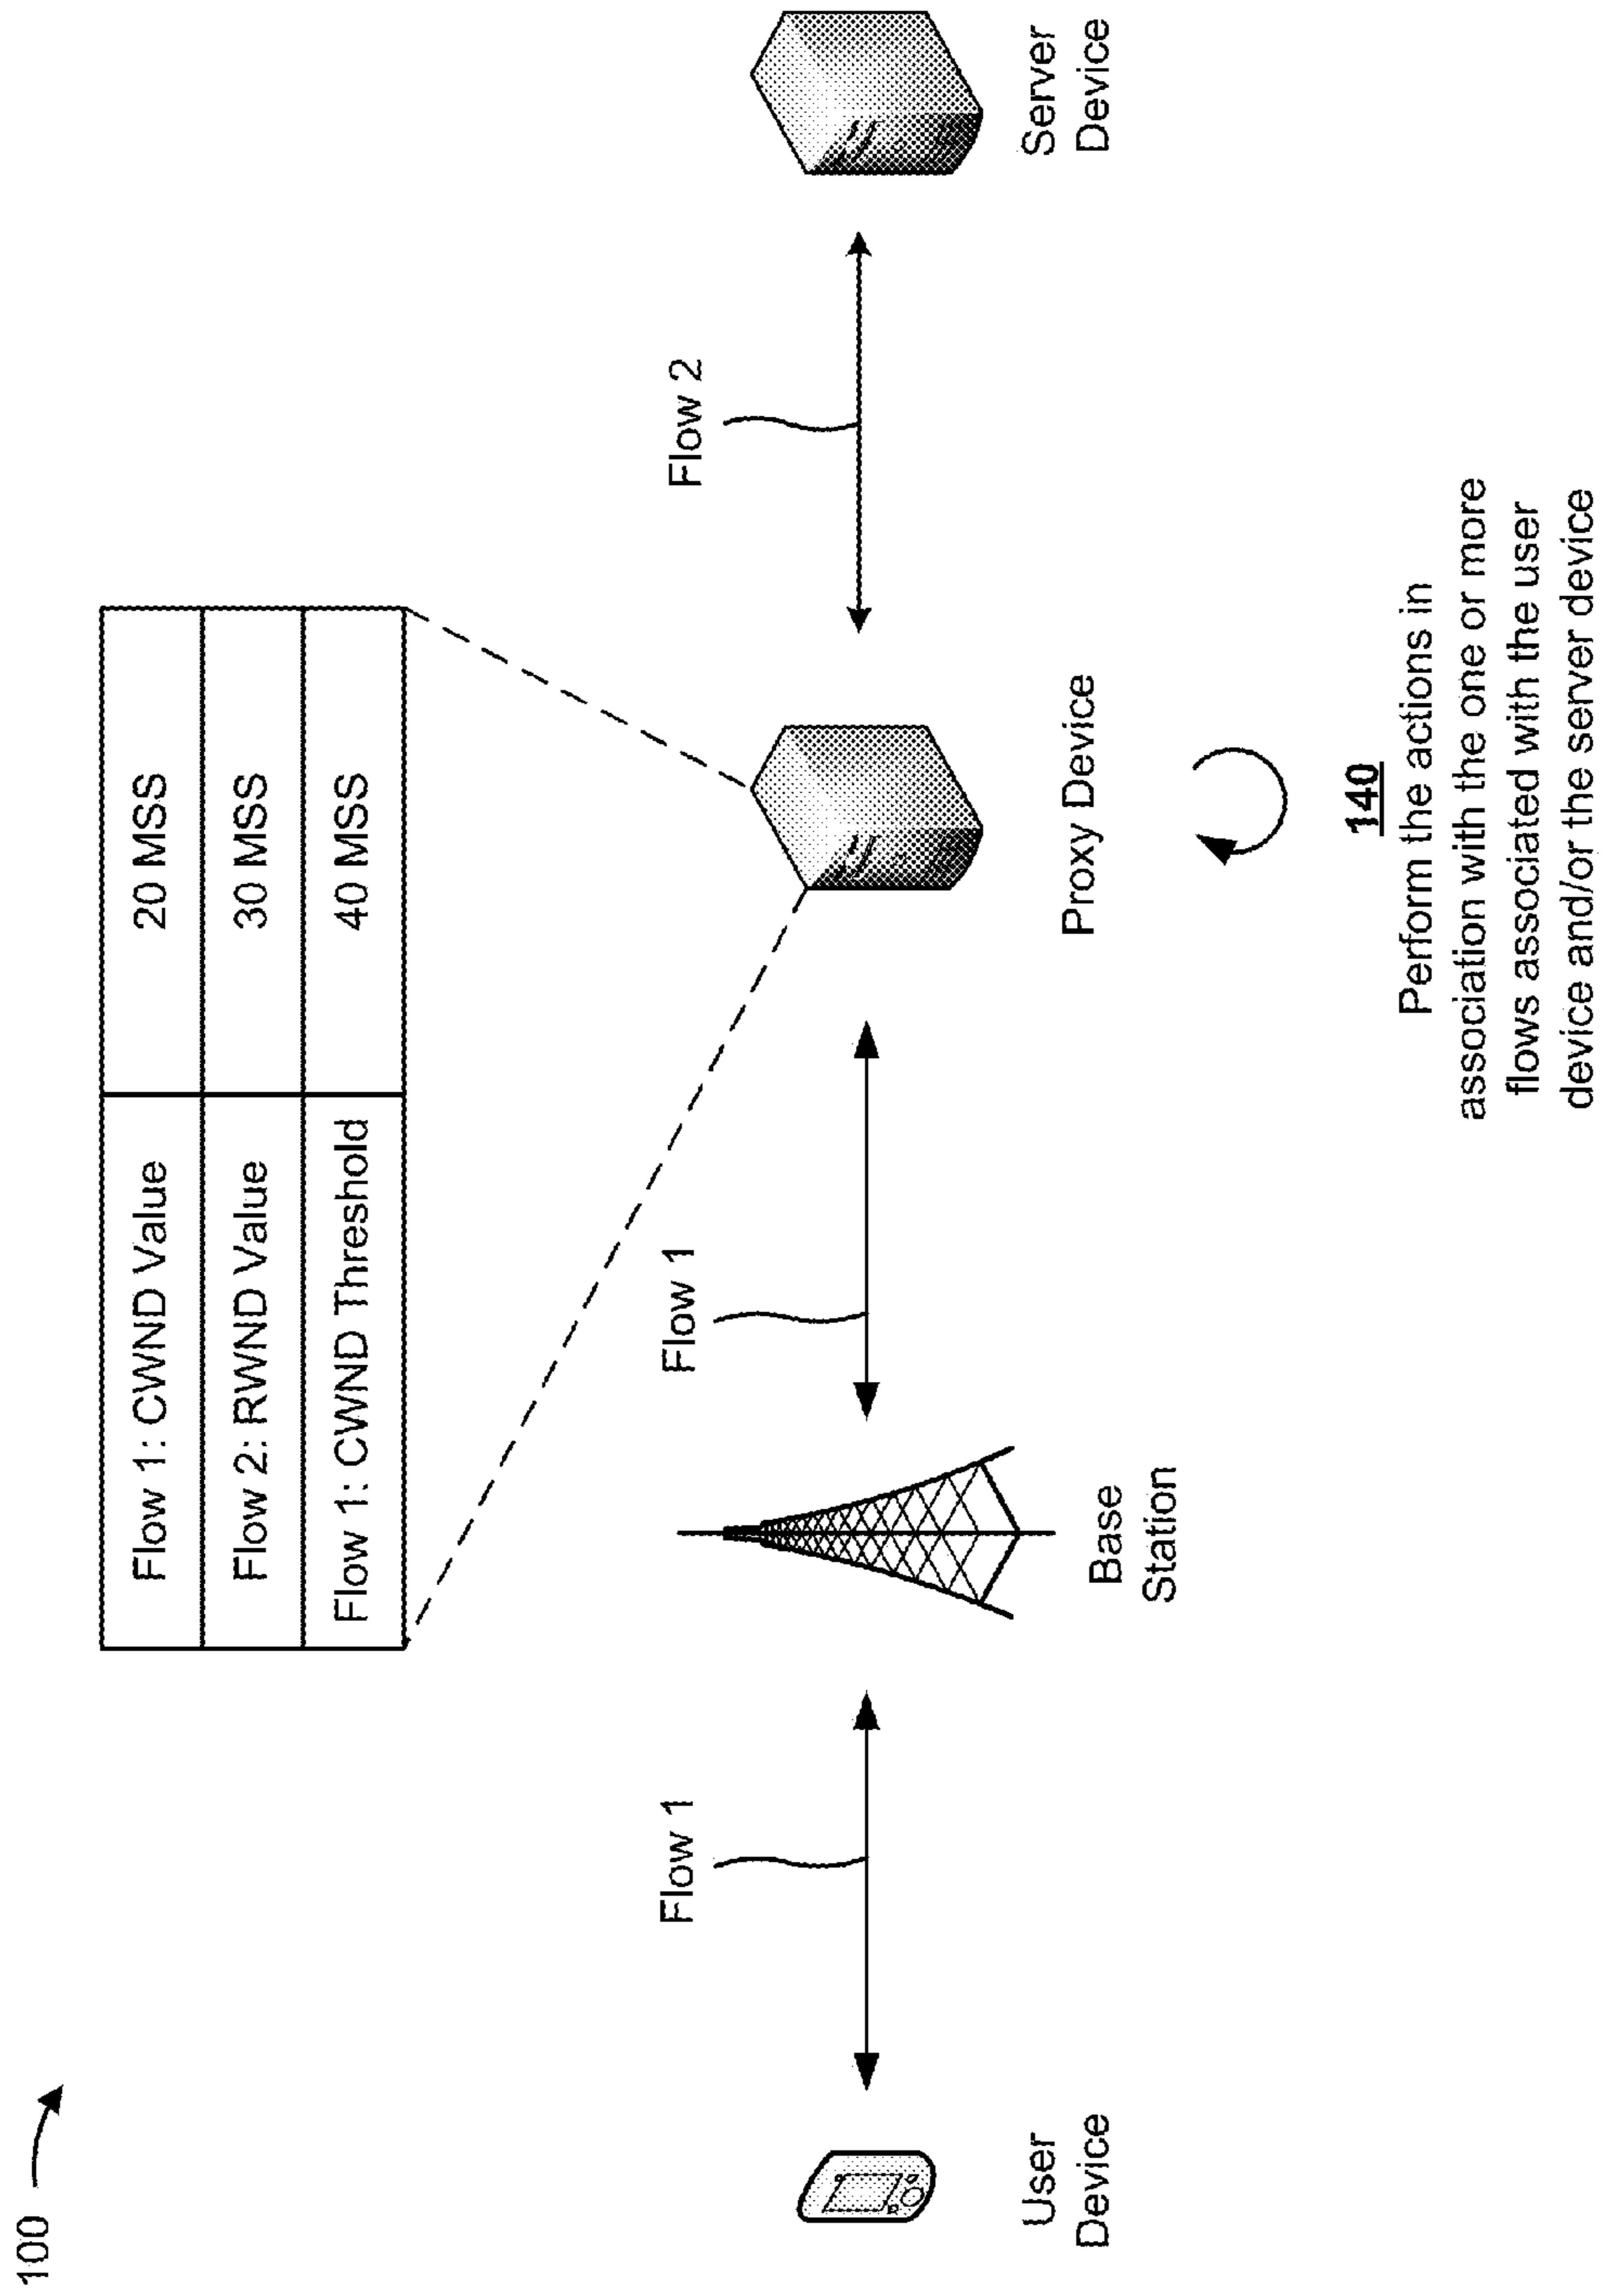 100
Flow 1: CWND Value 20 MSS
Flow 2: RWND Value 30 MSS
Flow 1: CWND Threshold 40 MSS
Flow 1
Flow 1
Flow 2
User
Device
Base
Station
Proxy Device
Server
Device
140
Perform the actions in
association with the one or more
flows associated with the user
device and/or the server device